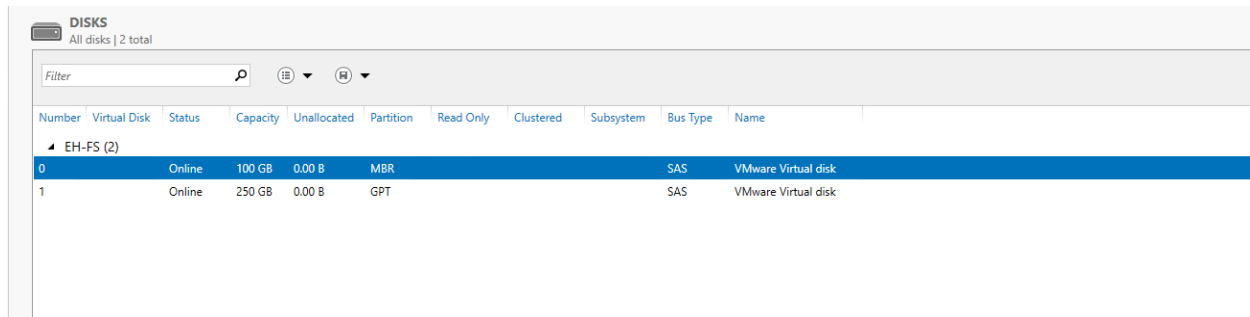 DISKS
All disks | 2 total
Filter
Number Virtual Disk Status Capacity Unallocated Partition Read Only Clustered Subsystem Bus Type Name
EH-FS (2)
0 Online 100 GB 0.00 B MBR SAS VMware Virtual disk
1 Online 250 GB 0.00 B GPT SAS VMware Virtual disk